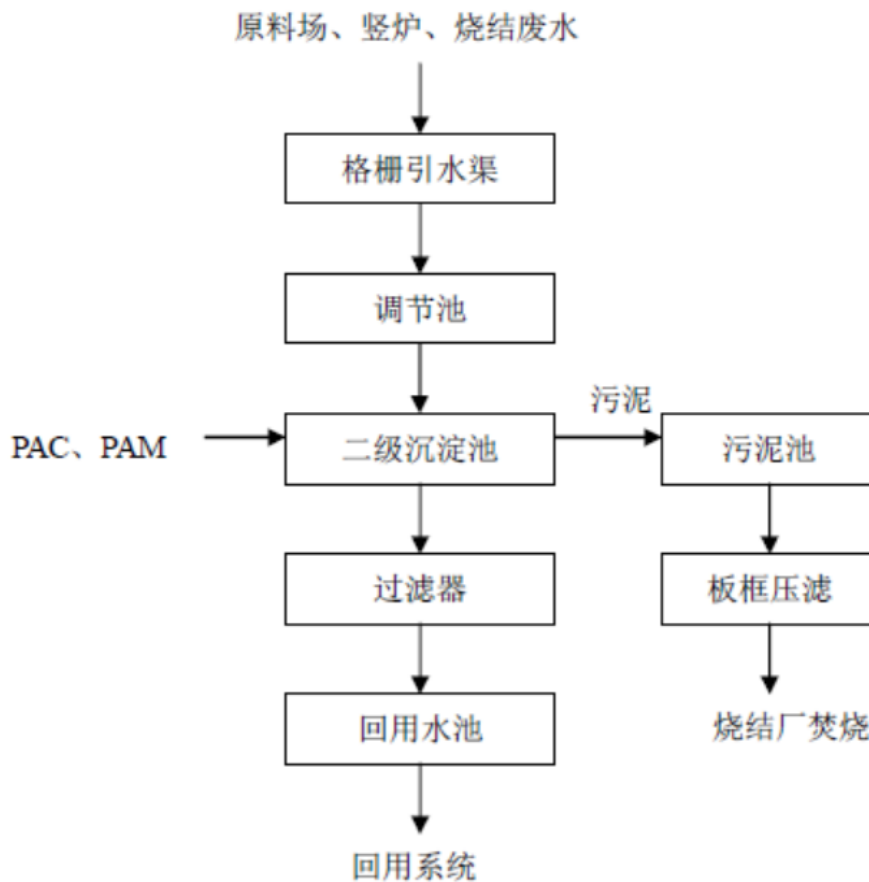 原料场、竖炉、烧结废水
格栅引水渠
调节池
污泥
PAC、PAM
二级沉淀池
污泥池
过滤器
板框压滤
回用水池
烧结厂焚烧
回用系统